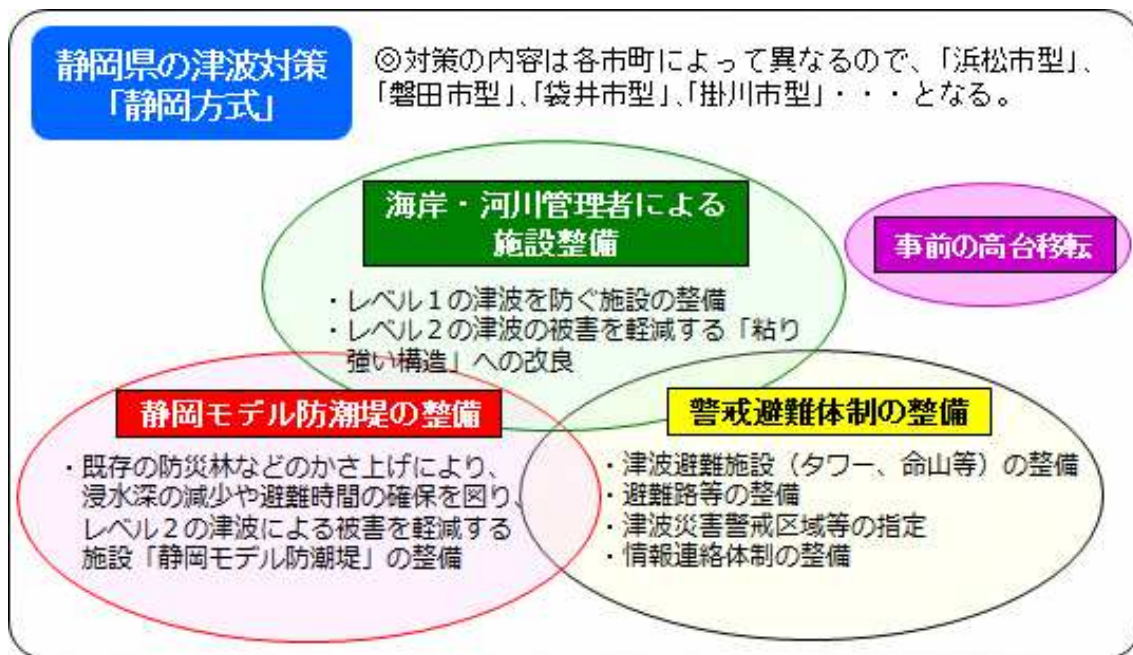 静岡県の津波対策
「静岡方式」
◎対策の内容は各市町によって異なるので、「浜松市型」、
「磐田市型」、「袋井市型」、「掛川市型」・・・となる。
海岸・河川管理者による
施設整備
・レベル１の津波を防ぐ施設の整備
・レベル２の津波の被害を軽減する「粘り
強い構造」への改良
事前の高台移転
静岡モデル防潮堤の整備
・既存の防災林などのかさ上げにより、
浸水深の減少や避難時間の確保を図り、
レベル２の津波による被害を軽減する
施設「静岡モデル防潮堤」の整備
警戒避難体制の整備
・津波避難施設（タワー、命山等）の整備
・避難路等の整備
・津波災害警戒区域等の指定
・情報連絡体制の整備